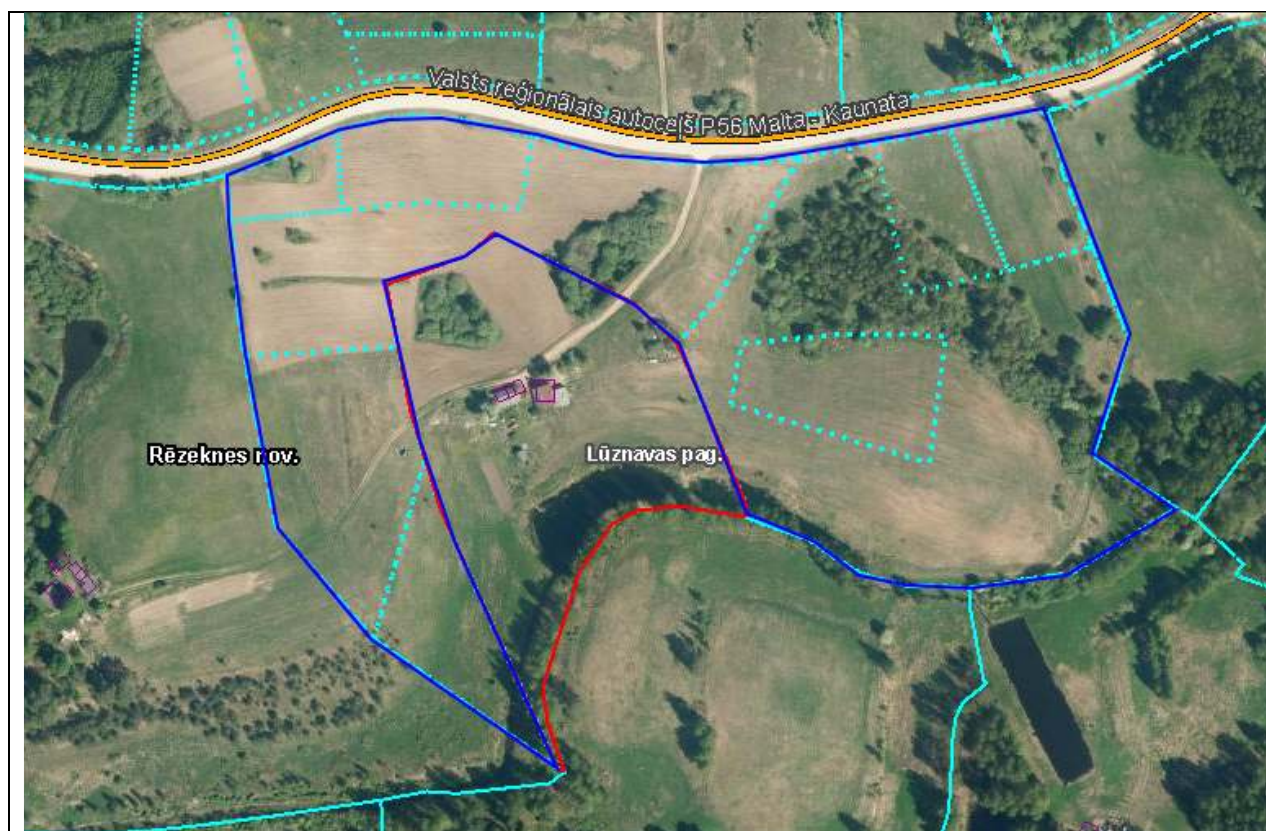 Valsts reģionālais autoceļš P56 Malta - Kaunata
Rēzeknes nov.
Lūznavas pag.